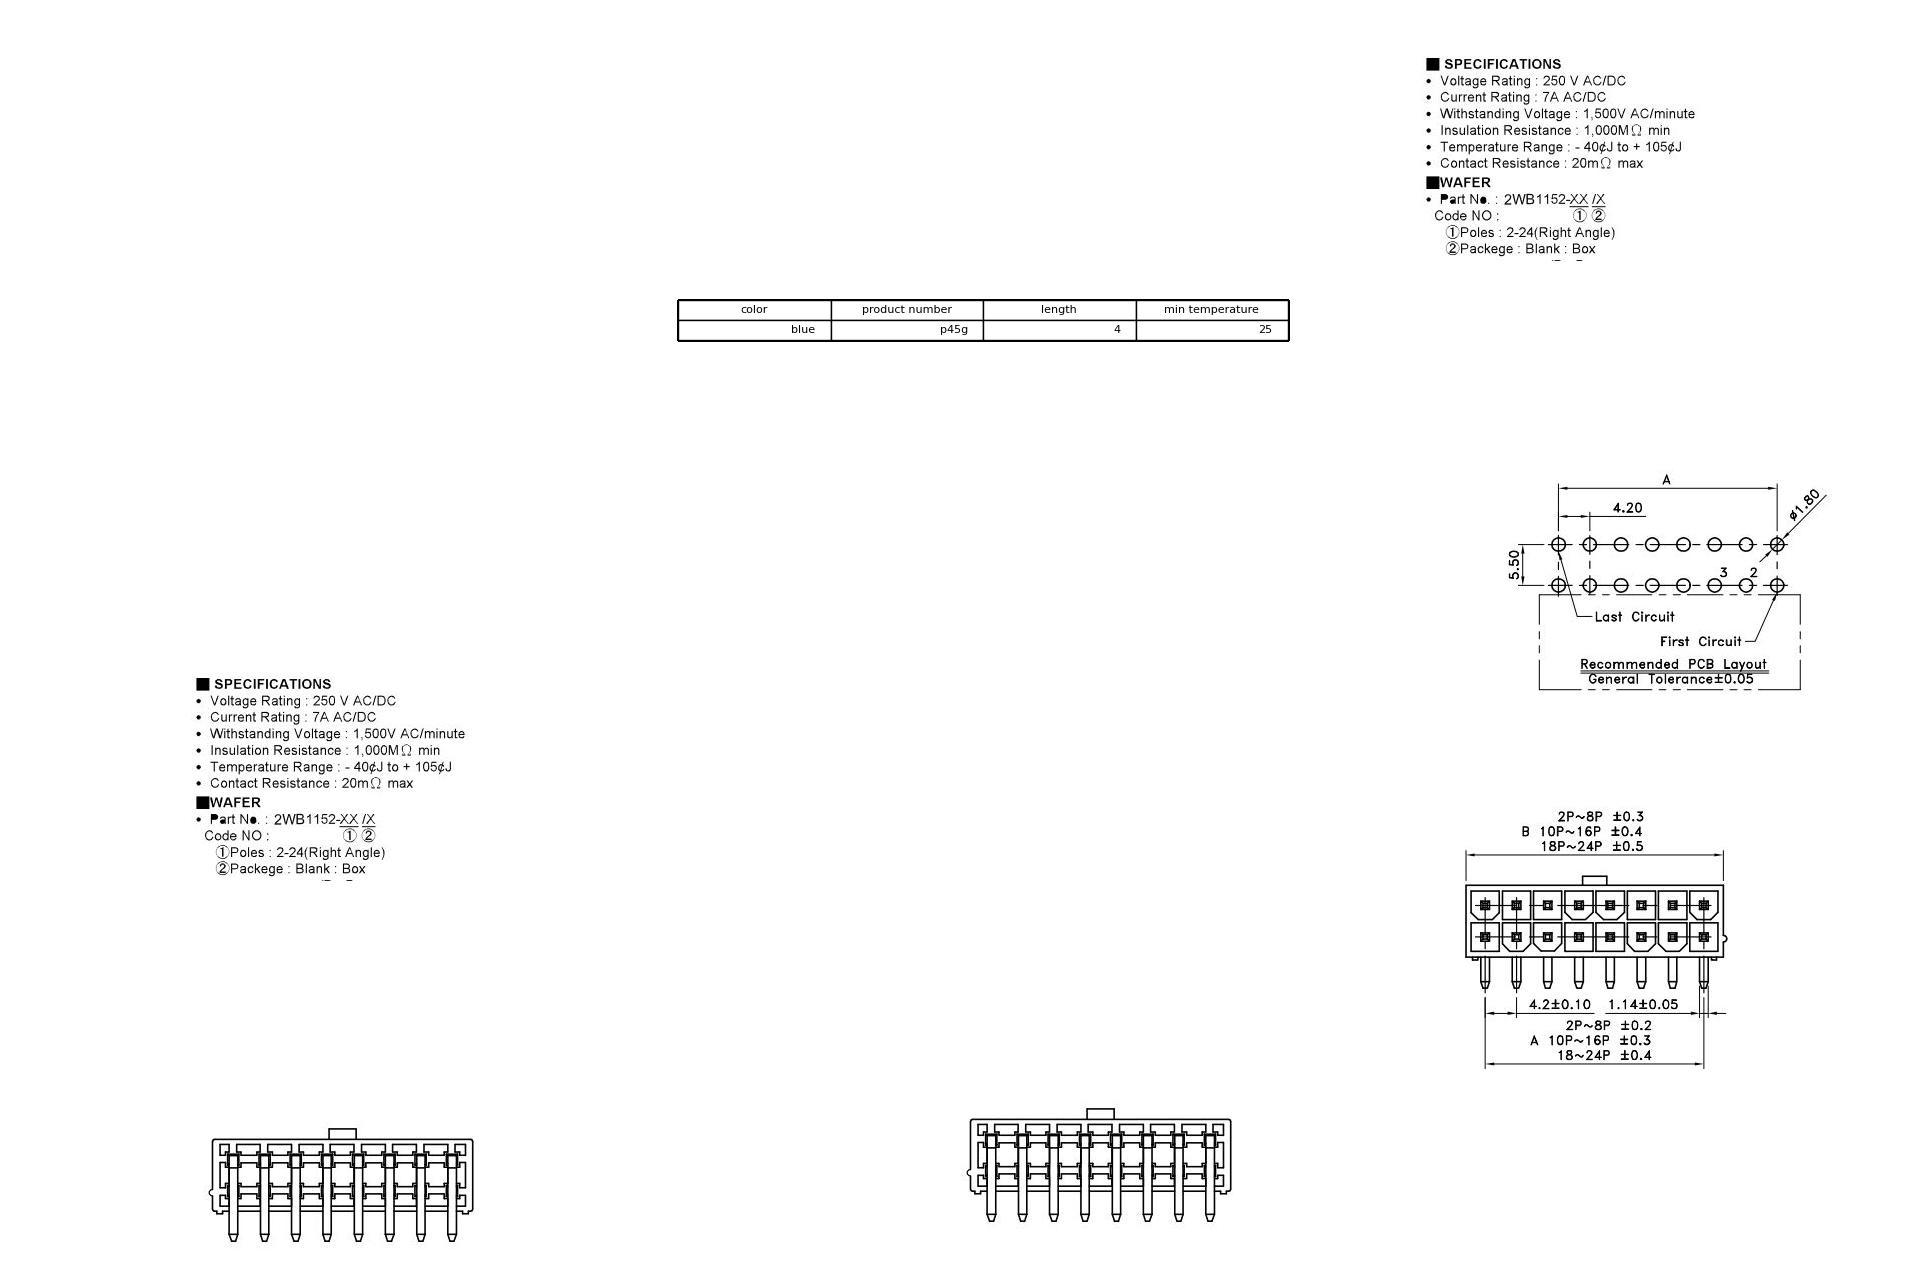 ■ SPECIFICATIONS
• Voltage Rating : 250 V AC/DC
• Current Rating : 7A AC/DC
• Withstanding Voltage : 1,500V AC/minute
• Insulation Resistance : 1,000MΩ min
• Temperature Range : - 40¢J to + 105¢J
• Contact Resistance : 20mΩ max
■WAFER
• Part No. : 2WB1152-XX /X
Code NO : ① ②
①Poles : 2-24(Right Angle)
②Packege : Blank : Box
color product number length min temperature
blue p45g 4 25
A
4.20
ø1.80
5.50
3 2
Last Circuit
First Circuit
Recommended PCB Layout
General Tolerance±0.05
■ SPECIFICATIONS
• Voltage Rating : 250 V AC/DC
• Current Rating : 7A AC/DC
• Withstanding Voltage : 1,500V AC/minute
• Insulation Resistance : 1,000MΩ min
• Temperature Range : - 40¢J to + 105¢J
• Contact Resistance : 20mΩ max
■WAFER
• Part No. : 2WB1152-XX /X
Code NO : ① ②
①Poles : 2-24(Right Angle)
②Packege : Blank : Box
2P~8P ±0.3
B 10P~16P ±0.4
18P~24P ±0.5
4.2±0.10 1.14±0.05
2P~8P ±0.2
A 10P~16P ±0.3
18~24P ±0.4